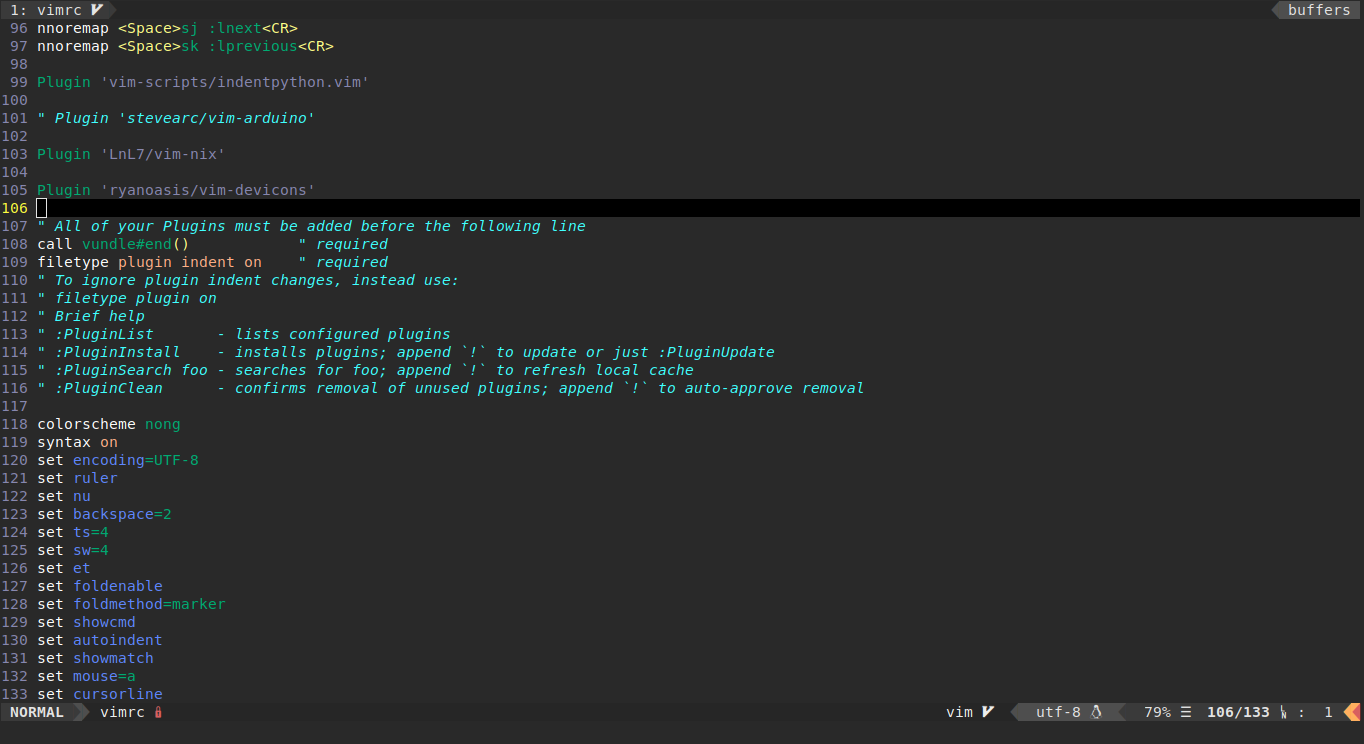 1: vimrc
buffers
96 nnoremap <Space>sj :lnext<CR>
97 nnoremap <Space>sk :lprevious<CR>
98
99 Plugin 'vim-scripts/indentpython.vim'
100
101 " Plugin 'stevearc/vim-arduino'
102
103 Plugin 'LnL7/vim-nix'
104
105 Plugin 'ryanoasis/vim-devicons'
106
107 " All of your Plugins must be added before the following line
108 call vundle#end()            " required
109 filetype plugin indent on    " required
110 " To ignore plugin indent changes, instead use:
111 " filetype plugin on
112 " Brief help
113 " :PluginList       - lists configured plugins
114 " :PluginInstall    - installs plugins; append `!` to update or just :PluginUpdate
115 " :PluginSearch foo - searches for foo; append `!` to refresh local cache
116 " :PluginClean      - confirms removal of unused plugins; append `!` to auto-approve removal
117
118 colorscheme nong
119 syntax on
120 set encoding=UTF-8
121 set ruler
122 set nu
123 set backspace=2
124 set ts=4
125 set sw=4
126 set et
127 set foldenable
128 set foldmethod=marker
129 set showcmd
130 set autoindent
131 set showmatch
132 set mouse=a
133 set cursorline
NORMAL vimrc vim utf-8 79% ☰ 106/133 : 1